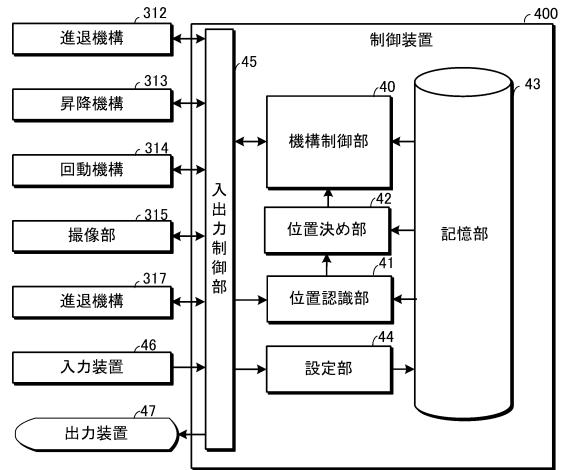 312
進退機構
313
昇降機構
314
回動機構
315
撮像部
317
進退機構
46
入力装置
47
出力装置
400
制御装置
45
入出力制御部
40
機構制御部
42
位置決め部
41
位置認識部
44
設定部
43
記憶部